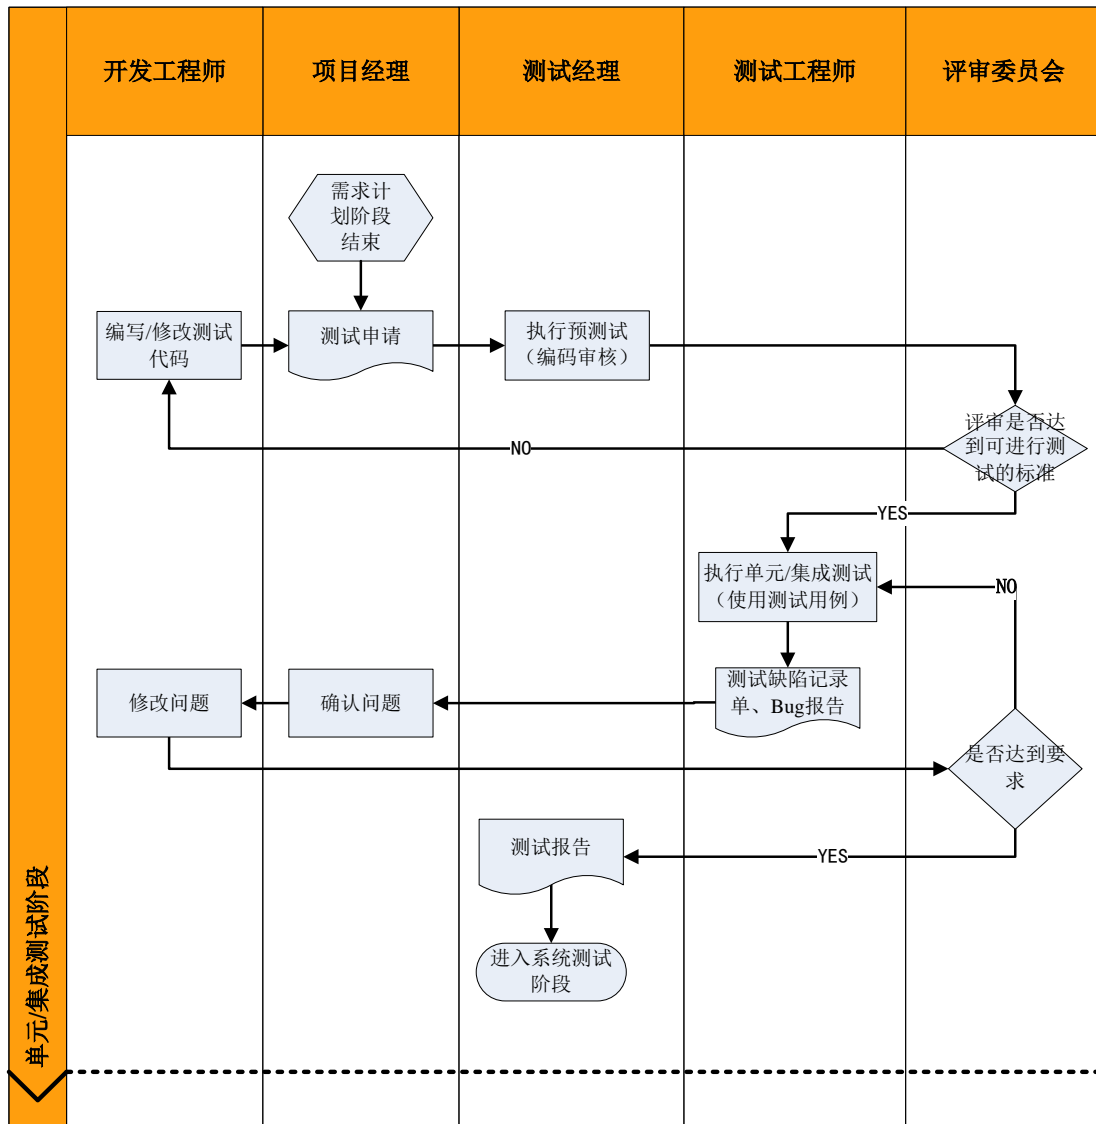 开发工程师
项目经理
测试经理
测试工程师
评审委员会
需求计
划阶段
结束
编写/修改测试
代码
测试申请
执行预测试
（编码审核）
评审是否达
到可进行测
试的标准
NO
YES
执行单元/集成测试
（使用测试用例）
NO
修改问题
确认问题
测试缺陷记录
单、Bug报告
是否达到要
求
测试报告
YES
进入系统测试
阶段
单元/集成测试阶段